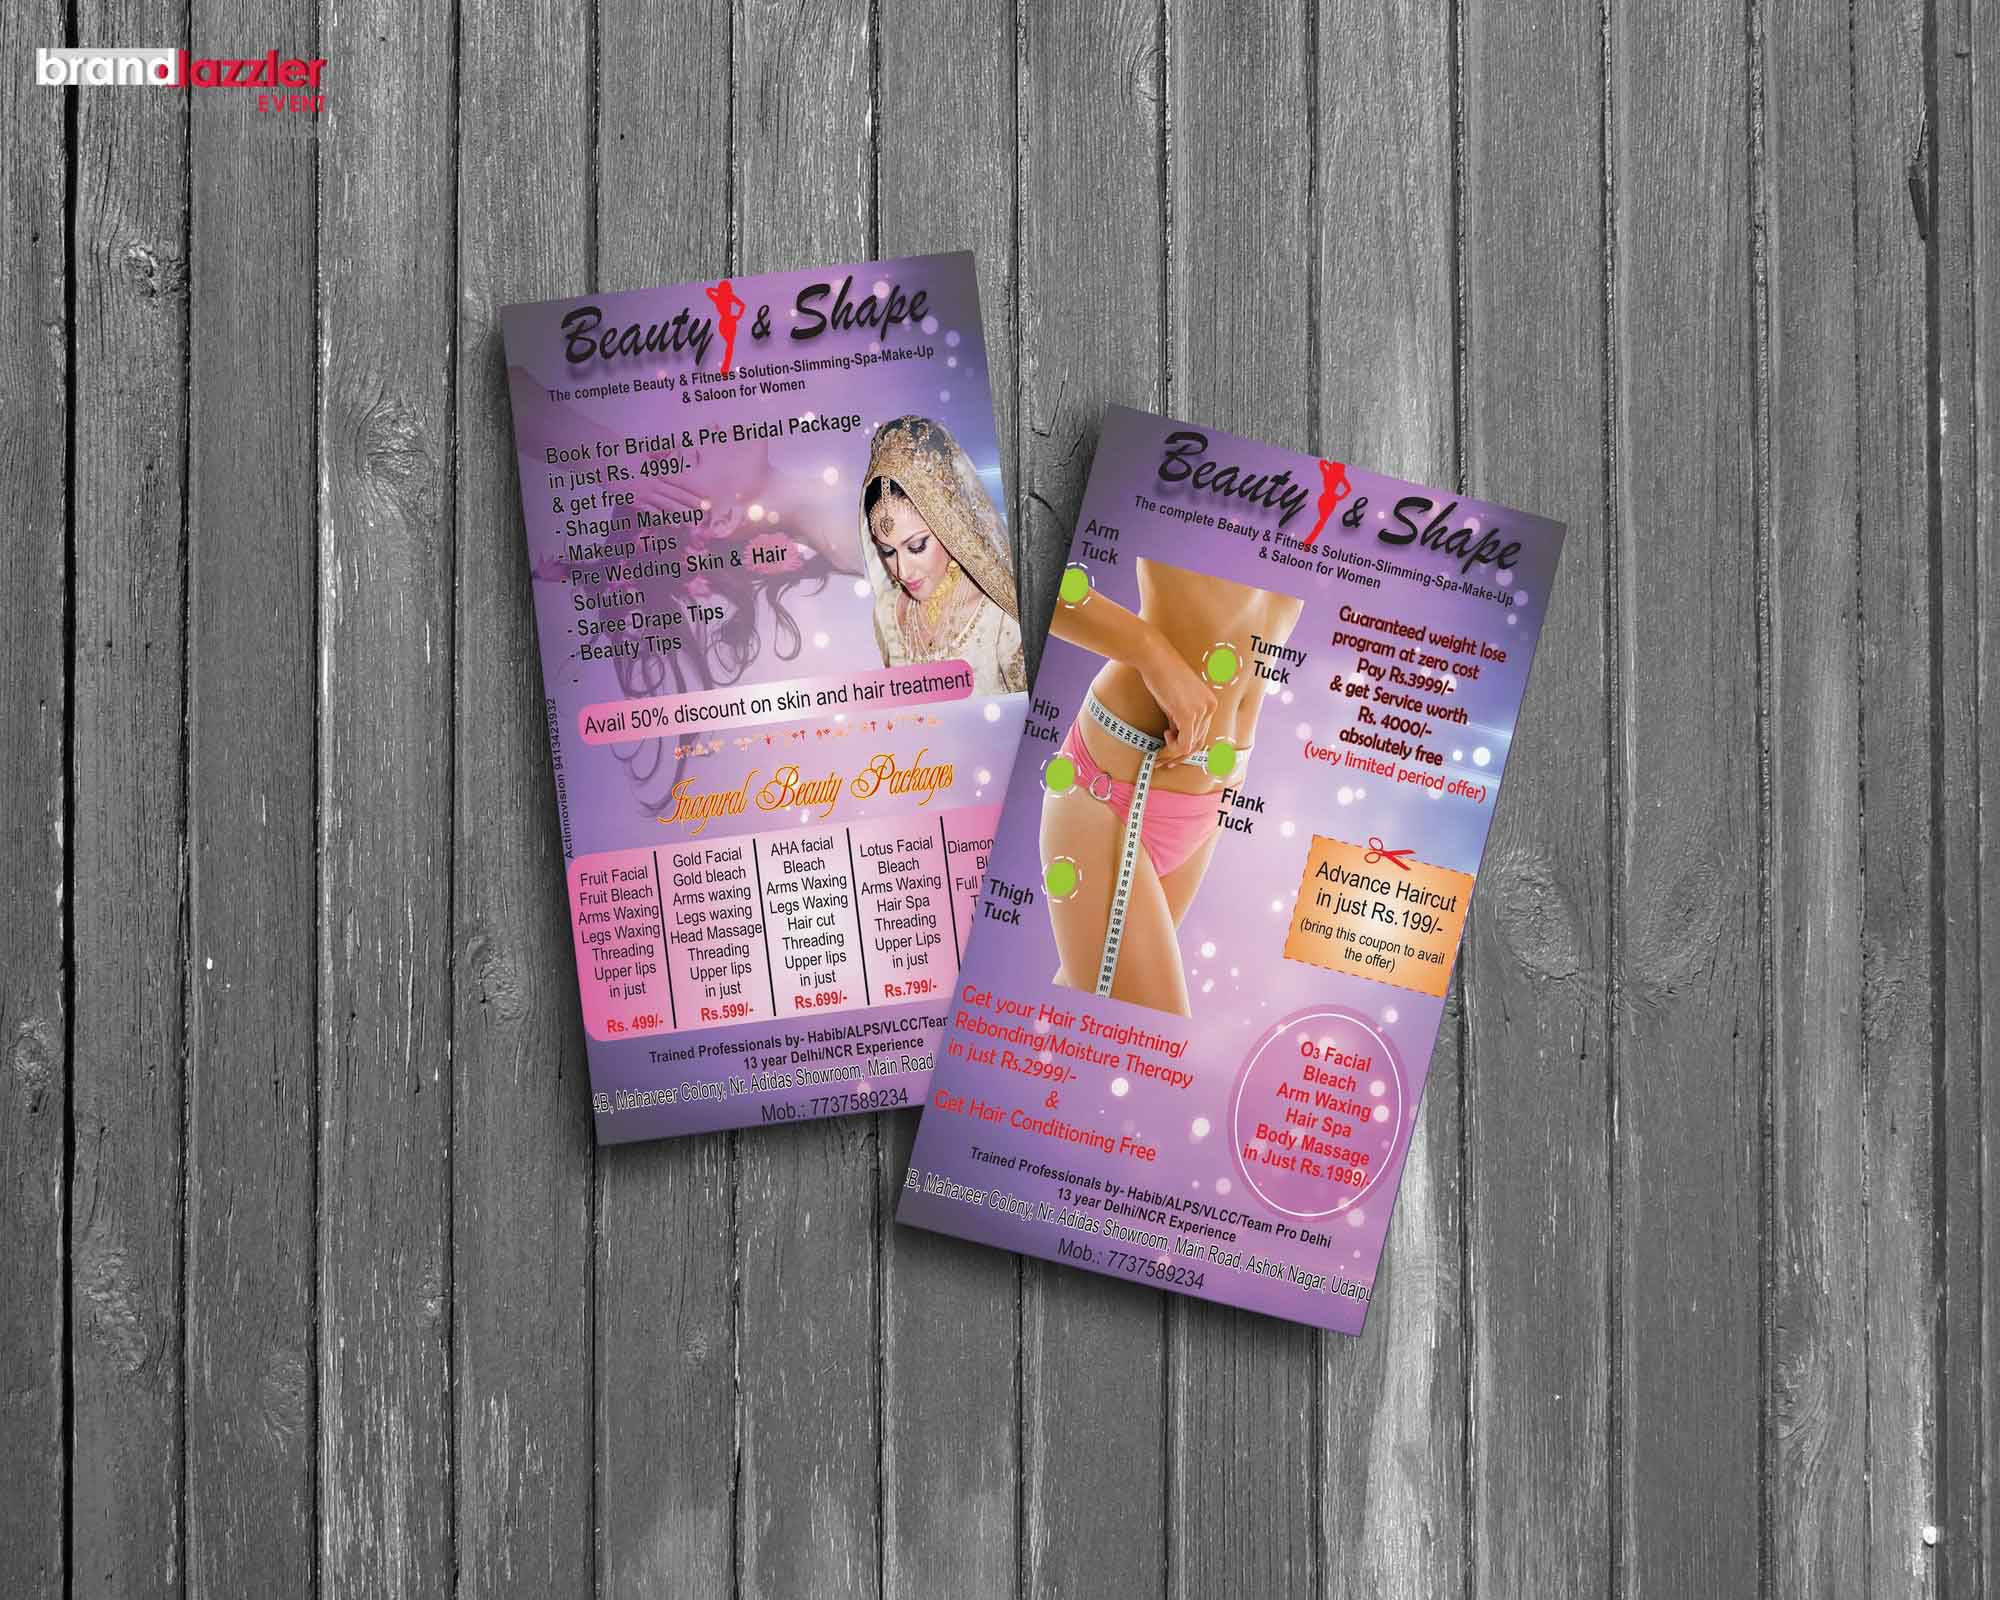 brandJazzler
EVENT
Beauty & Shape
The complete Beauty & Fitness Solution-Slimming-Spa-Make-Up
& Saloon for Women
Book for Bridal & Pre Bridal Package
in just Rs. 4999/-
& get free
- Shagun Makeup
- Makeup Tips
- Pre Wedding Skin & Hair
Solution
- Saree Drape Tips
- Beauty Tips
-
Avail 50% discount on skin and hair treatment
Inagural Beauty Packages
Actinnovision 9413423932
Fruit Facial
Fruit Bleach
Arms Waxing
Legs Waxing
Threading
Upper lips
in just
Rs. 499/-
Gold Facial
Gold bleach
Arms waxing
Legs waxing
Head Massage
Threading
Upper lips
in just
Rs.599/-
AHA facial
Bleach
Arms Waxing
Legs Waxing
Hair cut
Threading
Upper lips
in just
Rs.699/-
Lotus Facial
Bleach
Arms Waxing
Hair Spa
Threading
Upper Lips
in just
Rs.799/-
Diamon
Bl
Full
T
Trained Professionals by- Habib/ALPS/VLCC/Tear
13 year Delhi/NCR Experience
4B, Mahaveer Colony, Nr. Adidas Showroom, Main Road
Mob.: 7737589234
Beauty & Shape
The complete Beauty & Fitness Solution-Slimming-Spa-Make-Up
& Saloon for Women
Arm
Tuck
Tummy
Tuck
Hip
Tuck
Flank
Tuck
Thigh
Tuck
Guaranteed weight lose
program at zero cost
Pay Rs.3999/-
& get Service worth
Rs. 4000/-
absolutely free
(very limited period offer)
Advance Haircut
in just Rs.199/-
(bring this coupon to avail
the offer)
Get your Hair Straightning/
Rebonding/Moisture Therapy
in just Rs.2999/-
&
Get Hair Conditioning Free
O3 Facial
Bleach
Arm Waxing
Hair Spa
Body Massage
in Just Rs.1999/-
Trained Professionals by- Habib/ALPS/VLCC/Team Pro Delhi
13 year Delhi/NCR Experience
B, Mahaveer Colony, Nr. Adidas Showroom, Main Road, Ashok Nagar, Udaipu
Mob.: 7737589234